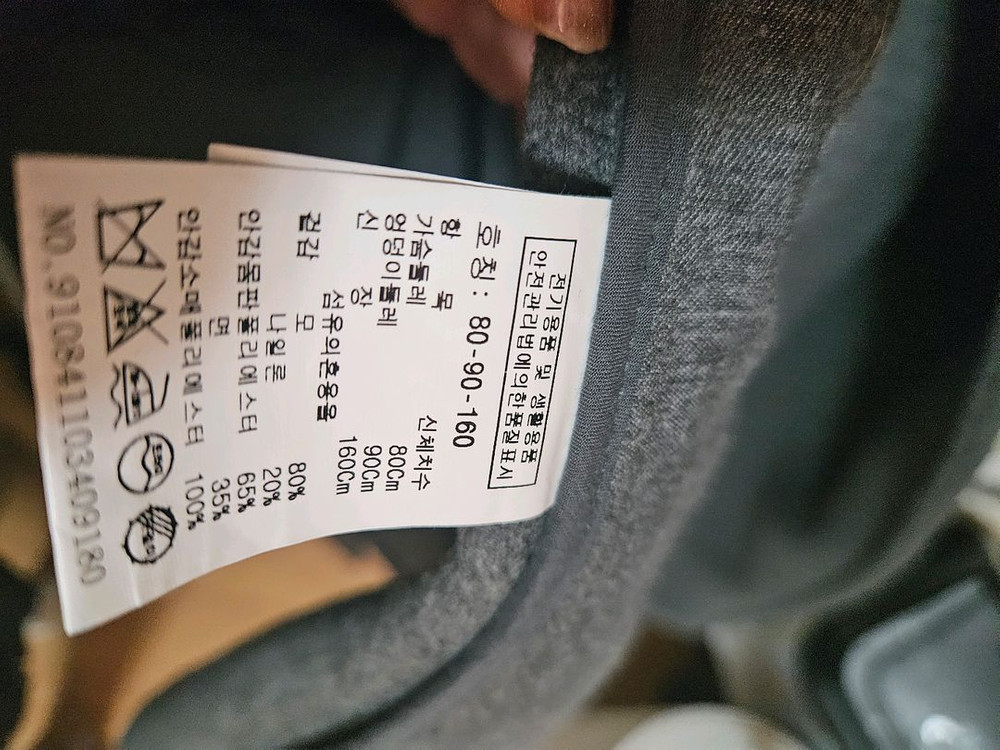 전기용품 및 생활용품
안전관리법에의한품질표시
호칭: 80-90-160
항 목 신체치수
가슴둘레 80Cm
엉덩이둘레 90Cm
신 장 160Cm
섬유의혼용율
겉감 모 80%
나일론 20%
안감몸판폴리에스터 65%
면 35%
안감소매폴리에스터 100%
NO.9108411103409180